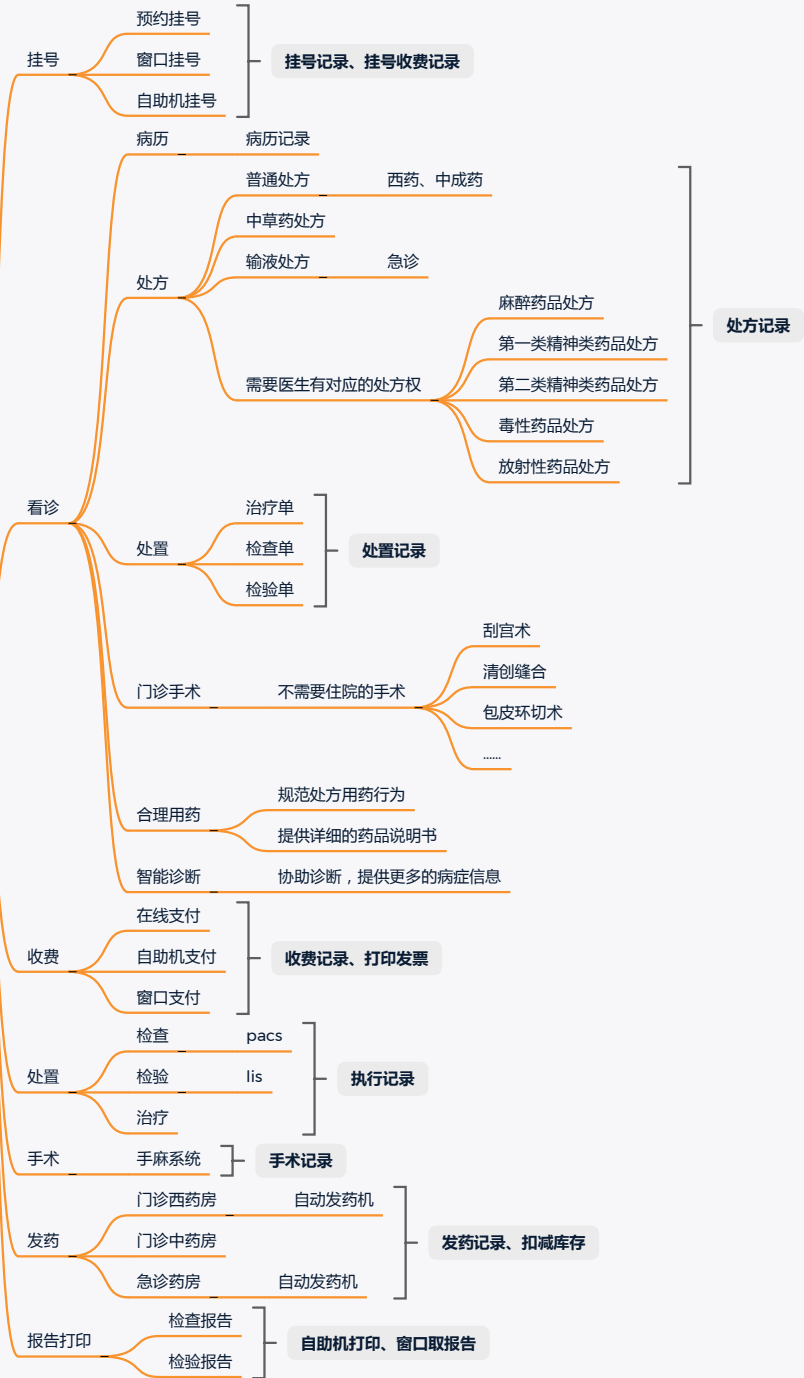 预约挂号
挂号
窗口挂号
挂号记录、挂号收费记录
自助机挂号
病历
病历记录
普通处方
西药、中成药
中草药处方
输液处方
急诊
处方
麻醉药品处方
处方记录
第一类精神类药品处方
需要医生有对应的处方权
第二类精神类药品处方
毒性药品处方
放射性药品处方
看诊
治疗单
处置
检查单
处置记录
检验单
刮宫术
清创缝合
门诊手术
不需要住院的手术
包皮环切术
......
规范处方用药行为
合理用药
提供详细的药品说明书
智能诊断
协助诊断，提供更多的病症信息
在线支付
收费
自助机支付
收费记录、打印发票
窗口支付
检查
pacs
处置
检验
lis
执行记录
治疗
手术
手麻系统
手术记录
门诊西药房
自动发药机
发药
门诊中药房
发药记录、扣减库存
急诊药房
自动发药机
检查报告
报告打印
自助机打印、窗口取报告
检验报告